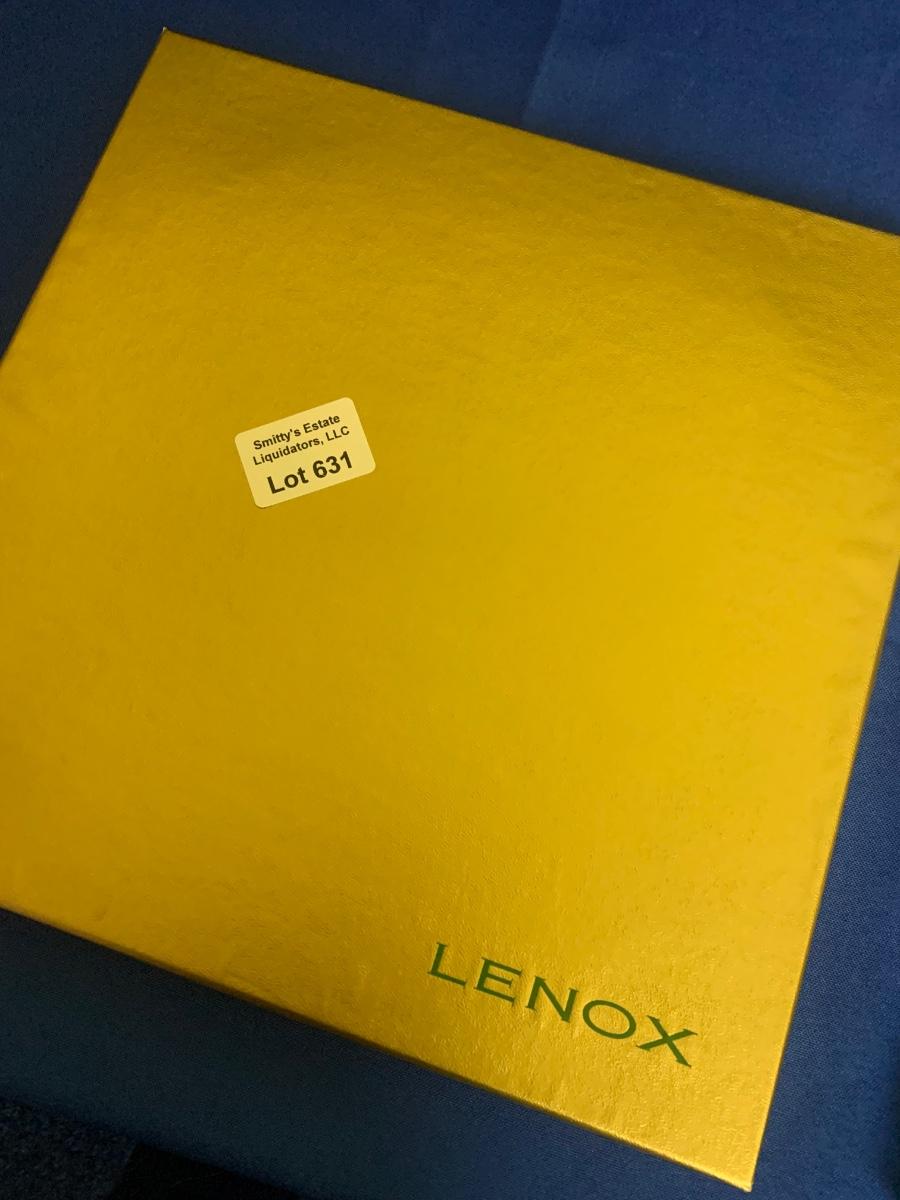 Smitty's Estate
Liquidators, LLC
Lot 631
LENOX